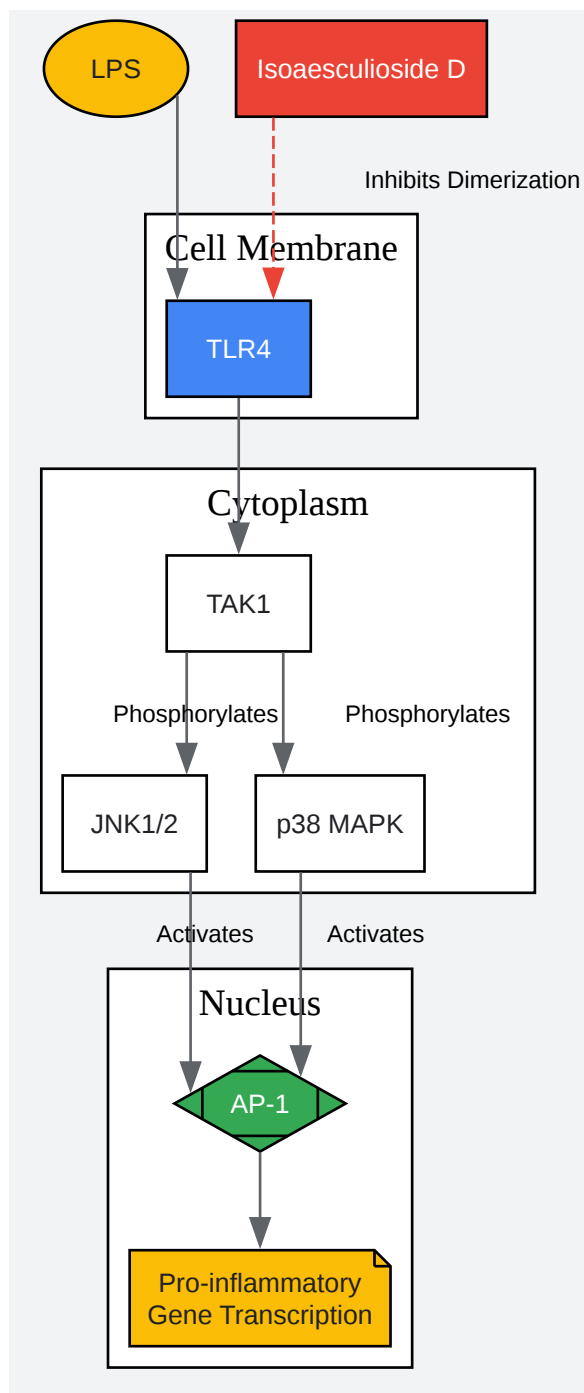 LPS
Isoaesculioside D
Inhibits Dimerization
Cell Membrane
TLR4
Cytoplasm
TAK1
Phosphorylates
Phosphorylates
JNK1/2
p38 MAPK
Activates
Activates
Nucleus
AP-1
Pro-inflammatory
Gene Transcription